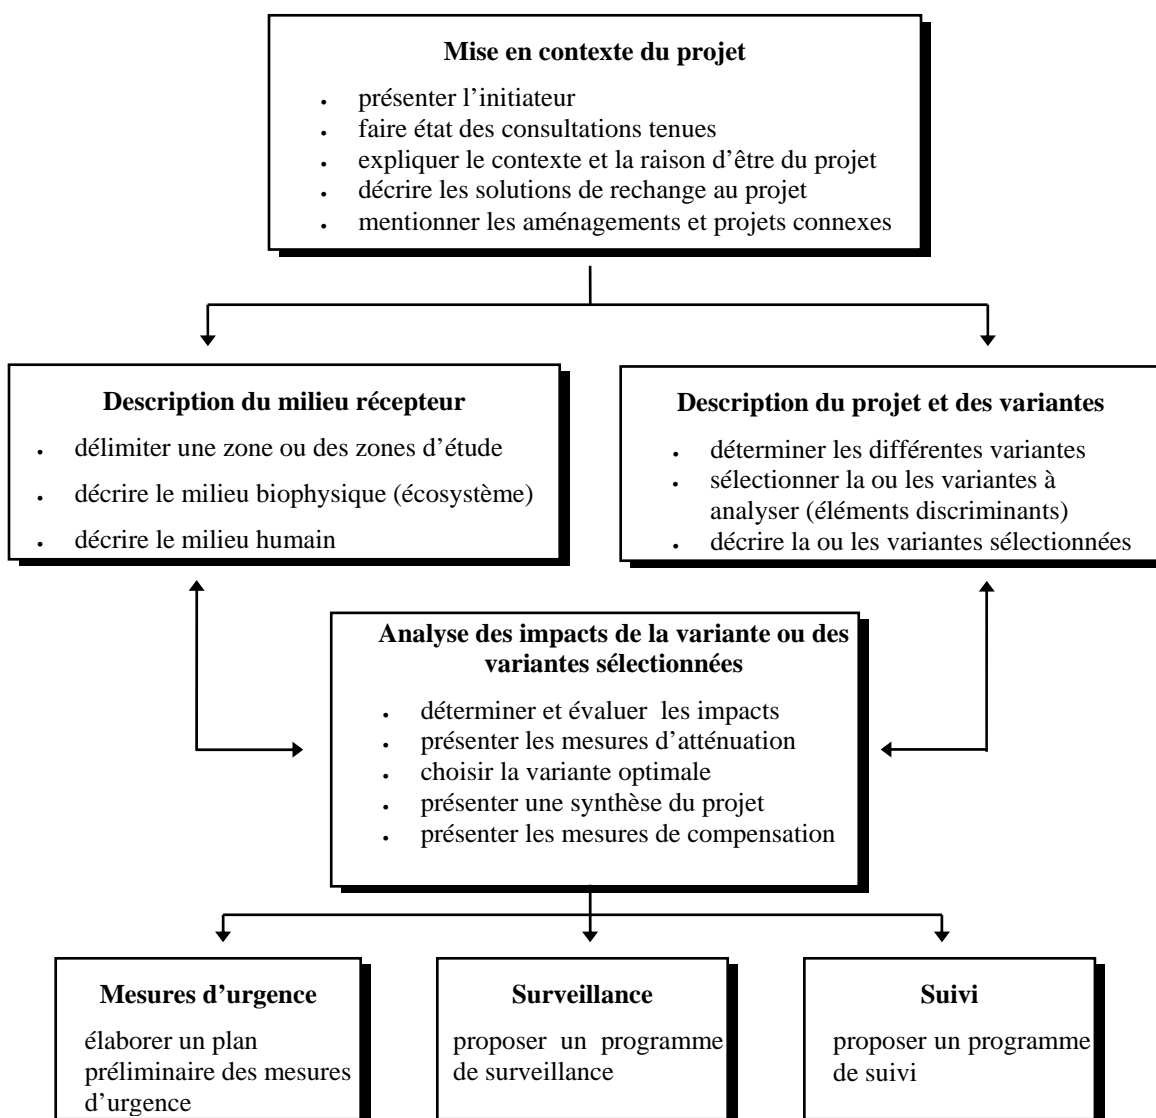 Mise en contexte du projet
• présenter l’initiateur
• faire état des consultations tenues
• expliquer le contexte et la raison d’être du projet
• décrire les solutions de rechange au projet
• mentionner les aménagements et projets connexes
Description du milieu récepteur
• délimiter une zone ou des zones d’étude
• décrire le milieu biophysique (écosystème)
• décrire le milieu humain
Description du projet et des variantes
• déterminer les différentes variantes
• sélectionner la ou les variantes à
analyser (éléments discriminants)
• décrire la ou les variantes sélectionnées
Analyse des impacts de la variante ou des
variantes sélectionnées
• déterminer et évaluer les impacts
• présenter les mesures d’atténuation
• choisir la variante optimale
• présenter une synthèse du projet
• présenter les mesures de compensation
Mesures d’urgence
élaborer un plan
préliminaire des mesures
d’urgence
Surveillance
proposer un programme
de surveillance
Suivi
proposer un programme
de suivi